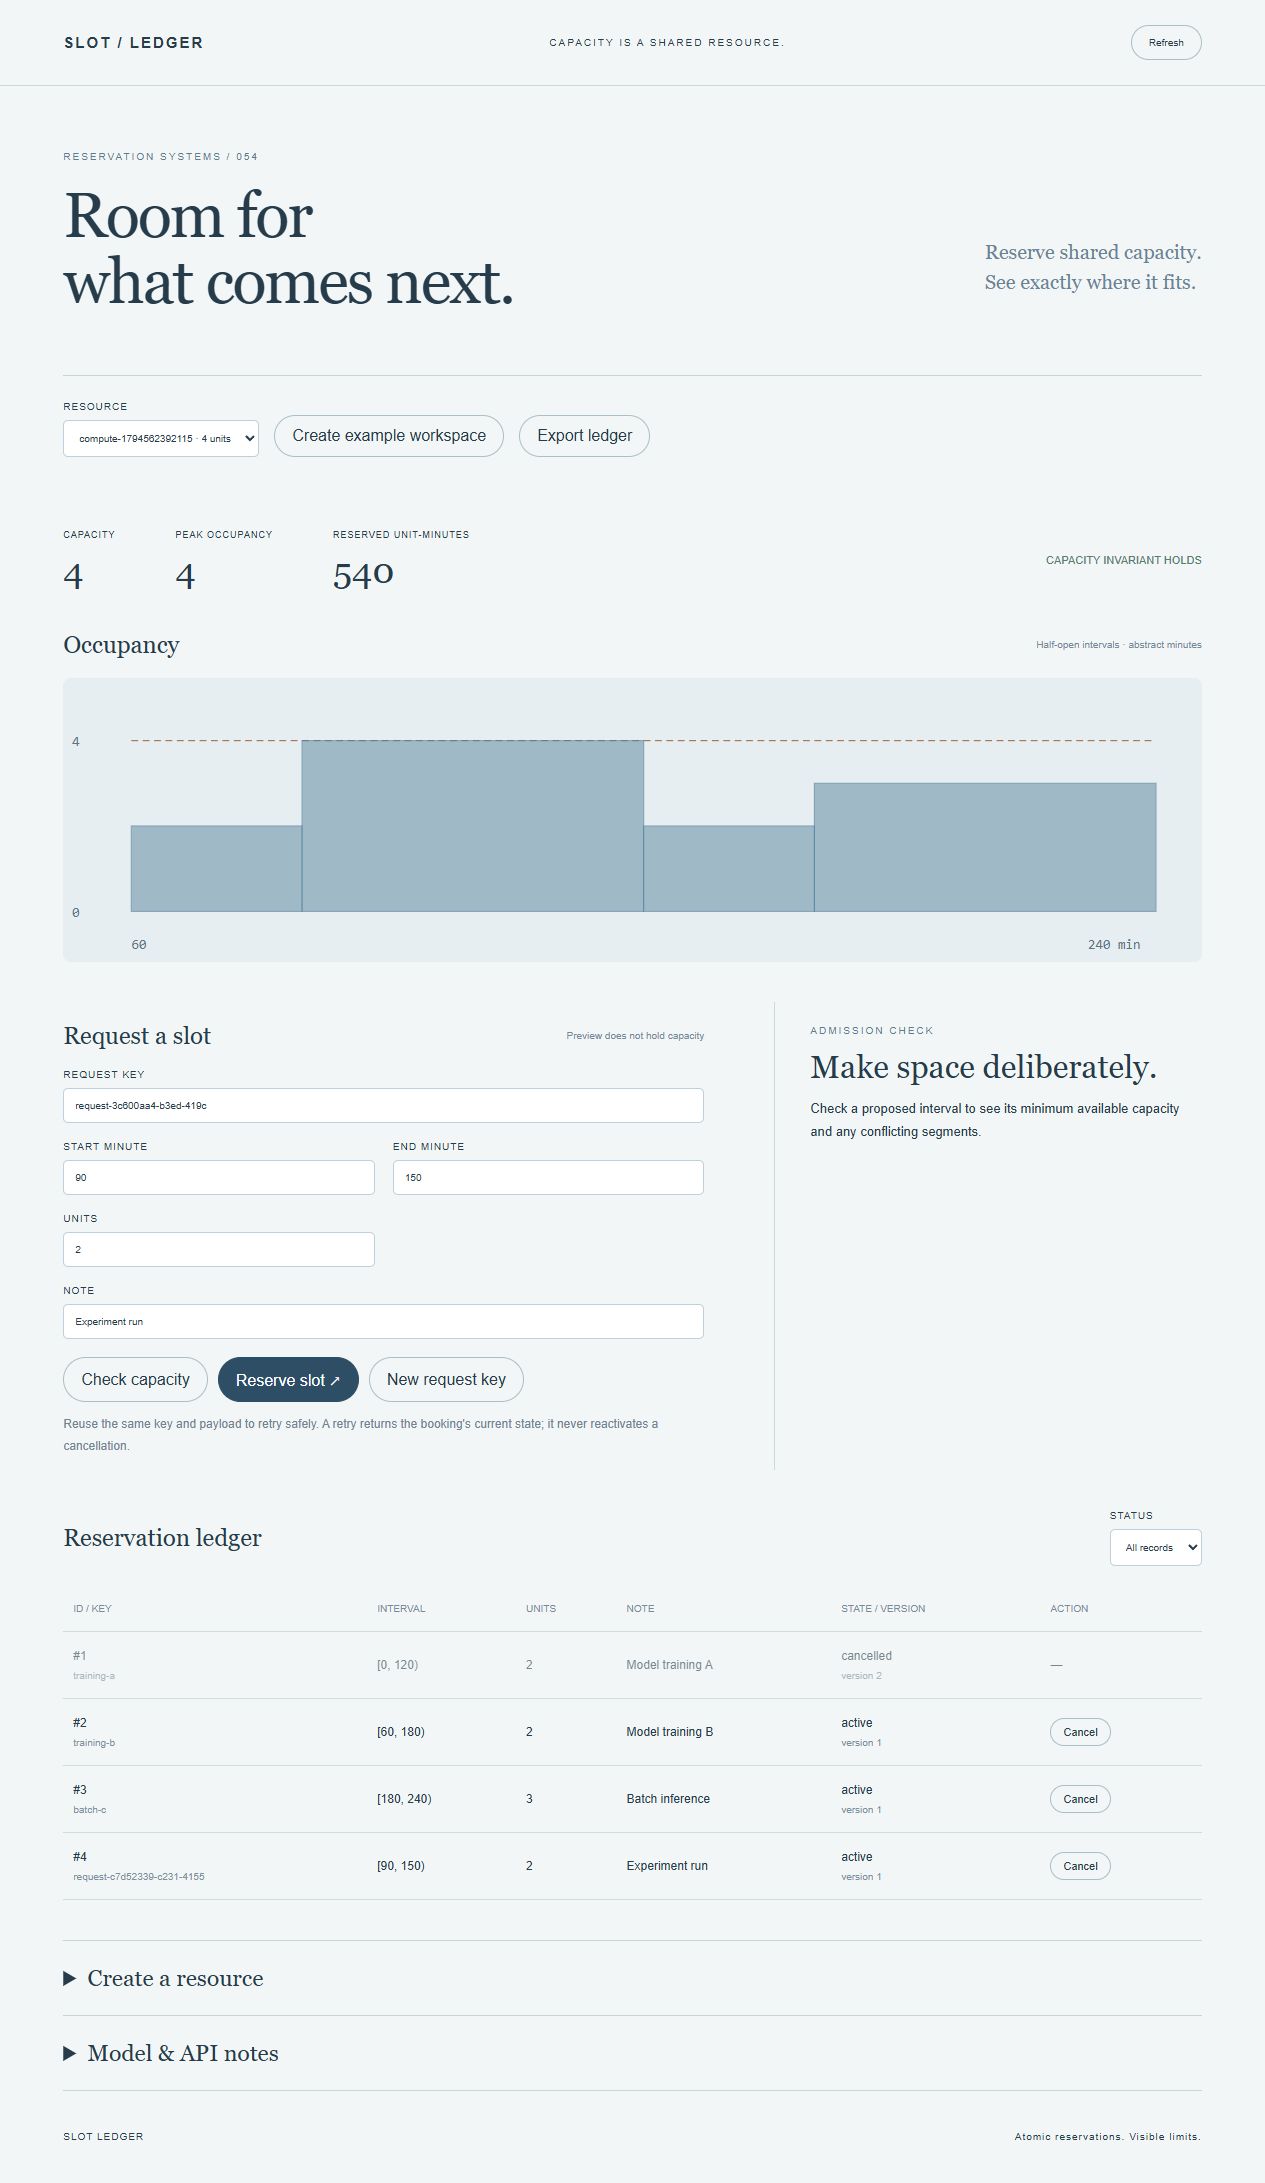 SLOT / LEDGER
CAPACITY IS A SHARED RESOURCE.
Refresh
RESERVATION SYSTEMS / 054
Room for
what comes next.
Reserve shared capacity.
See exactly where it fits.
RESOURCE
compute-1794562392115 · 4 units
Create example workspace
Export ledger
CAPACITY
PEAK OCCUPANCY
RESERVED UNIT-MINUTES
4
4
540
CAPACITY INVARIANT HOLDS
Occupancy
Half-open intervals · abstract minutes
4
0
60
240 min
Request a slot
Preview does not hold capacity
REQUEST KEY
request-3c600aa4-b3ed-419c
START MINUTE
END MINUTE
90
150
UNITS
2
NOTE
Experiment run
Check capacity
Reserve slot ↗
New request key
Reuse the same key and payload to retry safely. A retry returns the booking's current state; it never reactivates a
cancellation.
ADMISSION CHECK
Make space deliberately.
Check a proposed interval to see its minimum available capacity
and any conflicting segments.
Reservation ledger
STATUS
All records
ID / KEY INTERVAL UNITS NOTE STATE / VERSION ACTION
#1
training-a
[0, 120)
2
Model training A
cancelled
version 2
—
#2
training-b
[60, 180)
2
Model training B
active
version 1
Cancel
#3
batch-c
[180, 240)
3
Batch inference
active
version 1
Cancel
#4
request-c7d52339-c231-4155
[90, 150)
2
Experiment run
active
version 1
Cancel
Create a resource
Model & API notes
SLOT LEDGER
Atomic reservations. Visible limits.